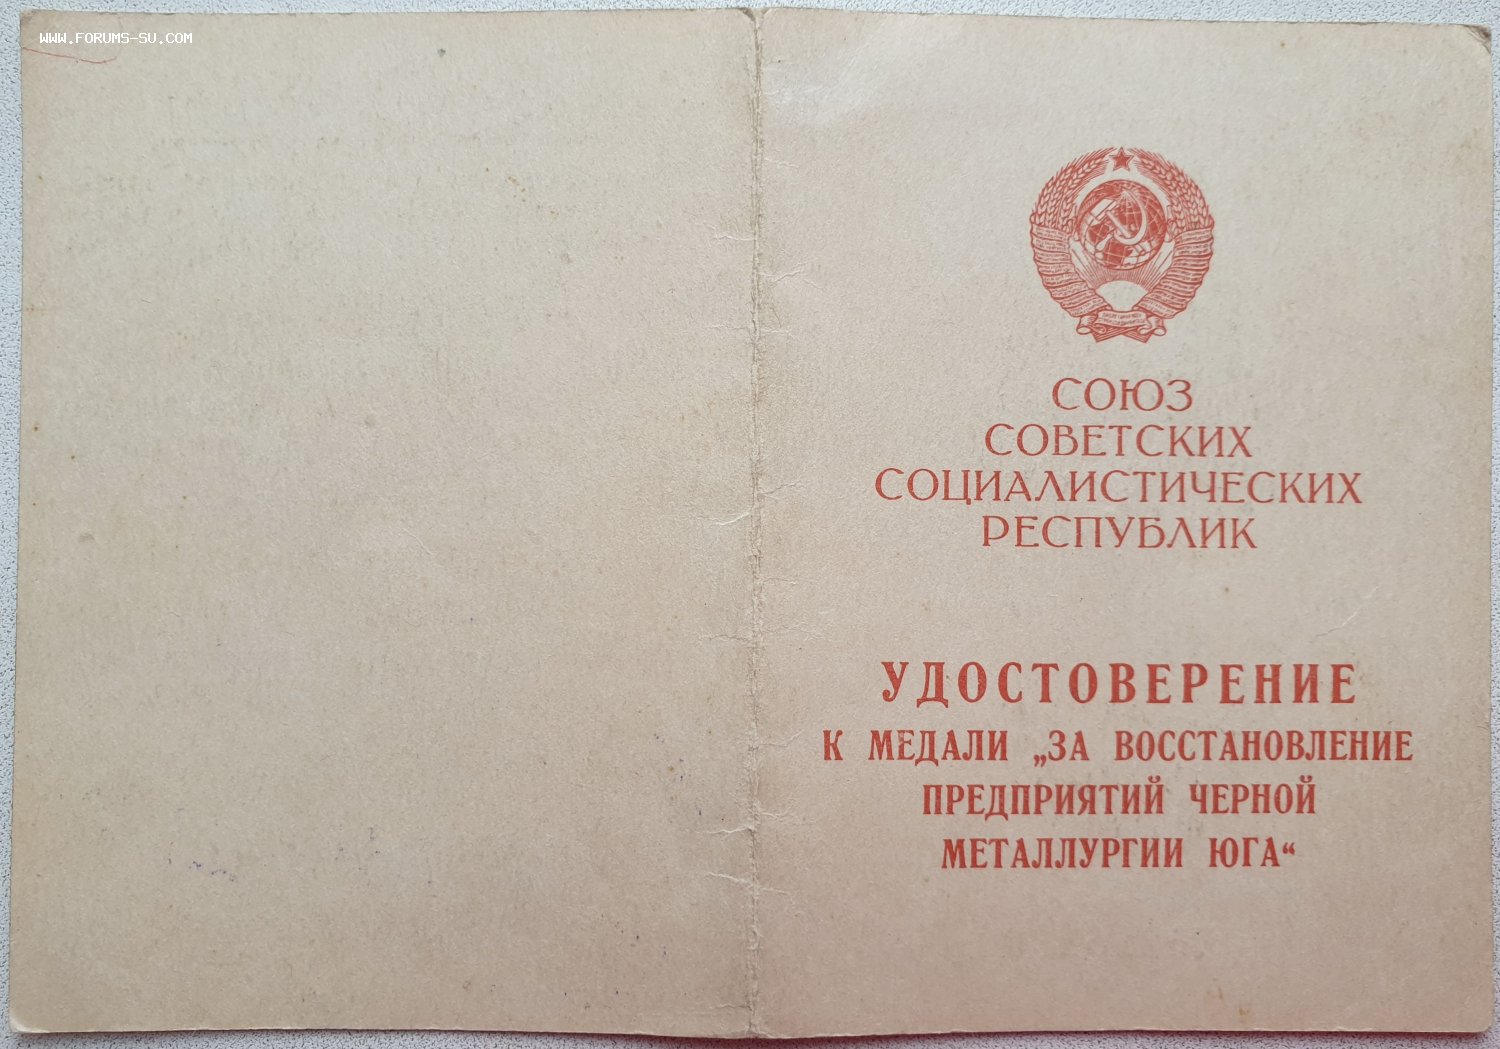 WWW.FORUMS-SU.COM
СОЮЗ
СОВЕТСКИХ
СОЦИАЛИСТИЧЕСКИХ
РЕСПУБЛИК
УДОСТОВЕРЕНИЕ
К МЕДАЛИ „ЗА ВОССТАНОВЛЕНИЕ
ПРЕДПРИЯТИЙ ЧЕРНОЙ
МЕТАЛЛУРГИИ ЮГА“